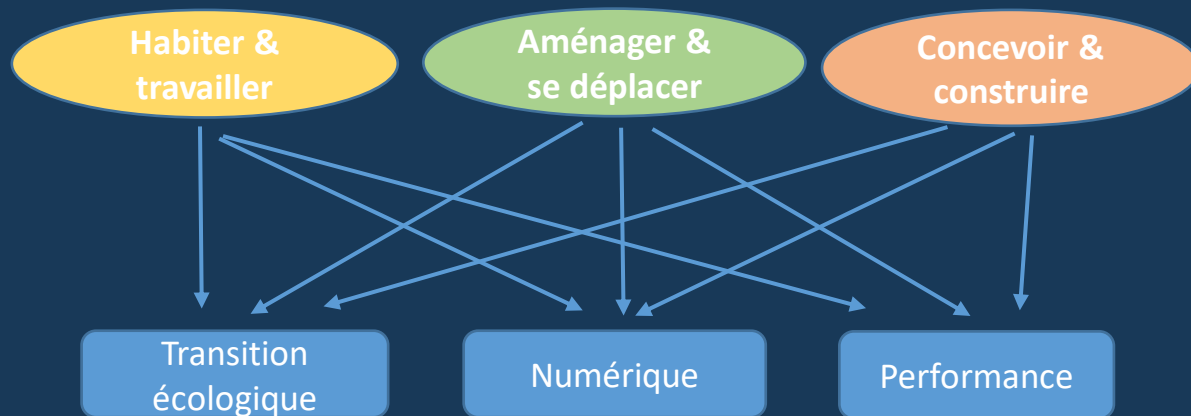 Habiter &
travailler
Aménager &
se déplacer
Concevoir &
construire
Transition
écologique
Numérique
Performance